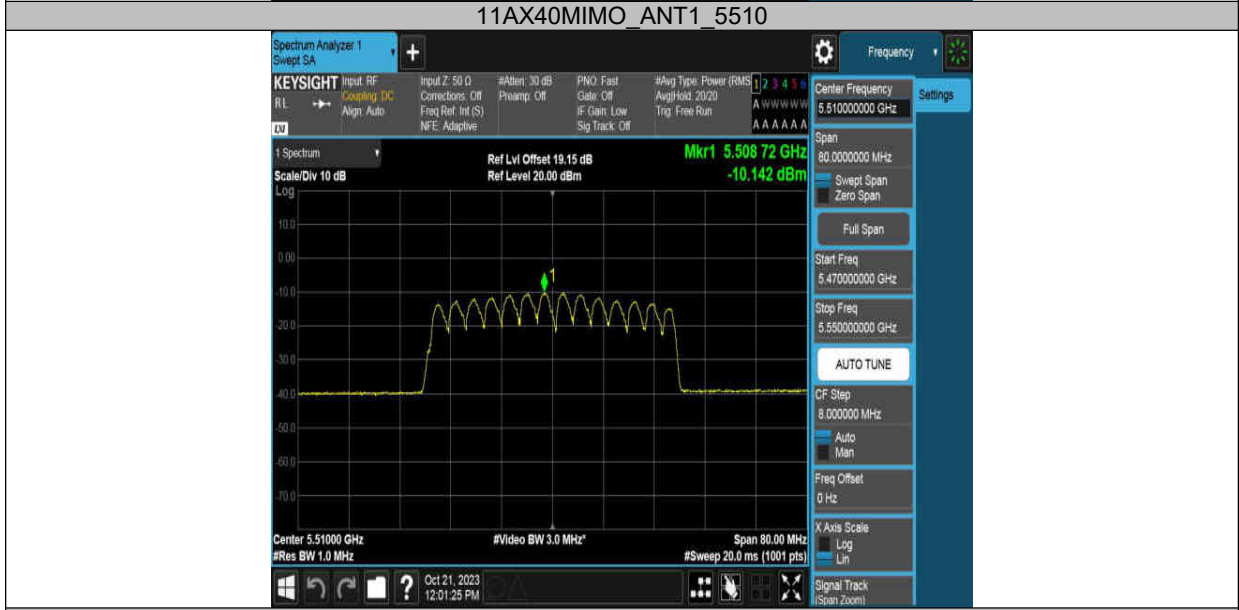 11AX40MIMO_ANT1_5510
Spectrum Analyzer 1
Swept SA
Frequency
KEYSIGHT
RL
Input: RF
Coupling: DC
Align: Auto
Input Z: 50 Ω
Corrections: Off
Freq Ref: Int (S)
NFE: Adaptive
#Atten: 30 dB
Preamp: Off
PNO: Fast
Gate: Off
IF Gain: Low
Sig Track: Off
#Avg Type: Power (RMS
Avg|Hold: 20/20
Trig: Free Run
1 2 3 4 5 6
A W W W W W
A A A A A A
Center Frequency
5.510000000 GHz
Settings
Span
80.0000000 MHz
Swept Span
Zero Span
Full Span
Start Freq
5.470000000 GHz
Stop Freq
5.550000000 GHz
AUTO TUNE
CF Step
8.000000 MHz
Auto
Man
Freq Offset
0 Hz
X Axis Scale
Log
Lin
Signal Track
(Span Zoom)
1 Spectrum
Scale/Div 10 dB
Log
Ref Lvl Offset 19.15 dB
Ref Level 20.00 dBm
Mkr1 5.508 72 GHz
-10.142 dBm
1
10.0
0.00
-10.0
-20.0
-30.0
-40.0
-50.0
-60.0
-70.0
Center 5.51000 GHz
#Res BW 1.0 MHz
#Video BW 3.0 MHz*
Span 80.00 MHz
#Sweep 20.0 ms (1001 pts)
?
Oct 21, 2023
12:01:25 PM